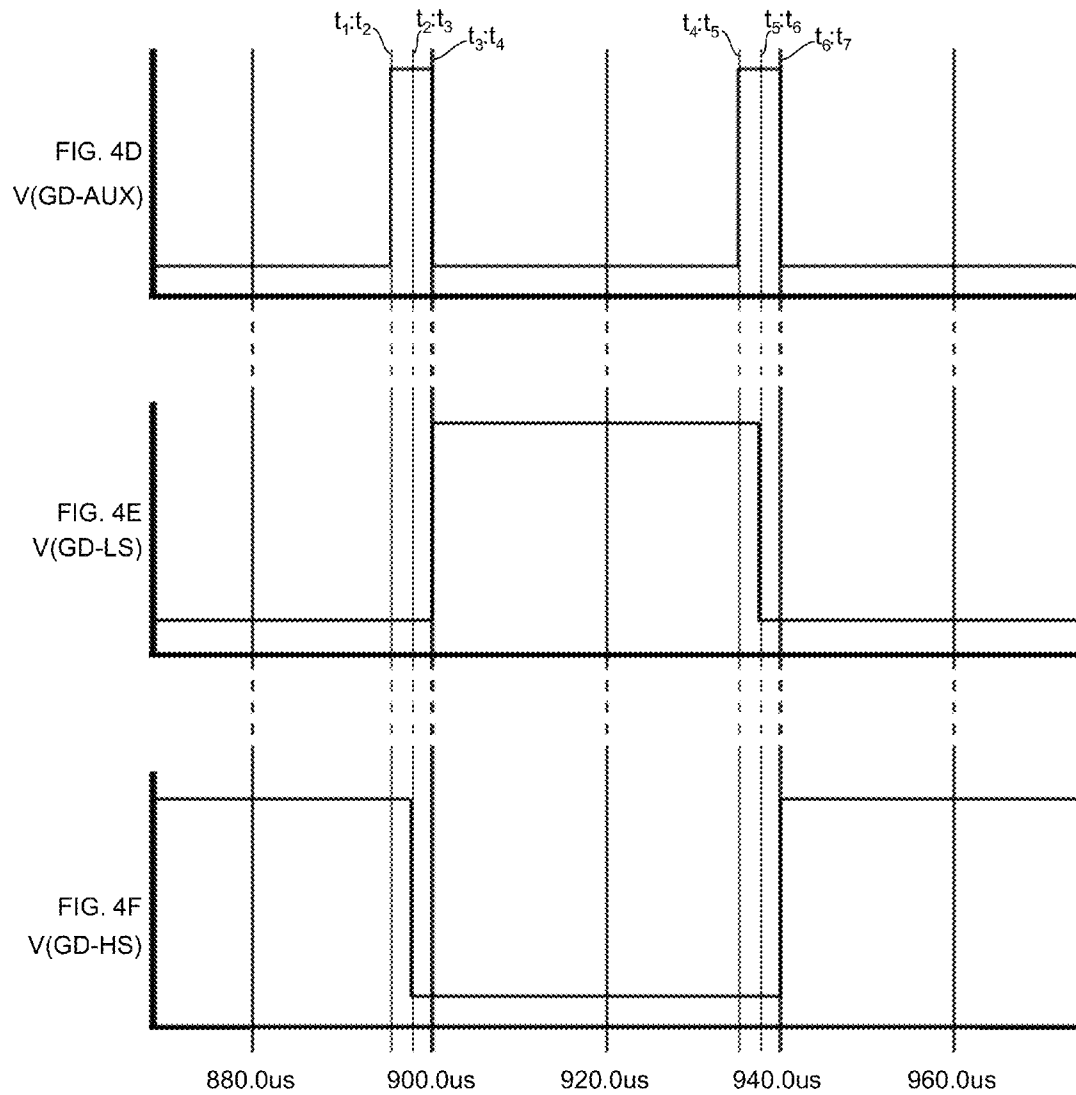 t₁:t₂ t₂:t₃ t₃:t₄ t₄:t₅ t₅:t₆ t₆:t₇
FIG. 4D
V(GD-AUX)
FIG. 4E
V(GD-LS)
FIG. 4F
V(GD-HS)
880.0us 900.0us 920.0us 940.0us 960.0us